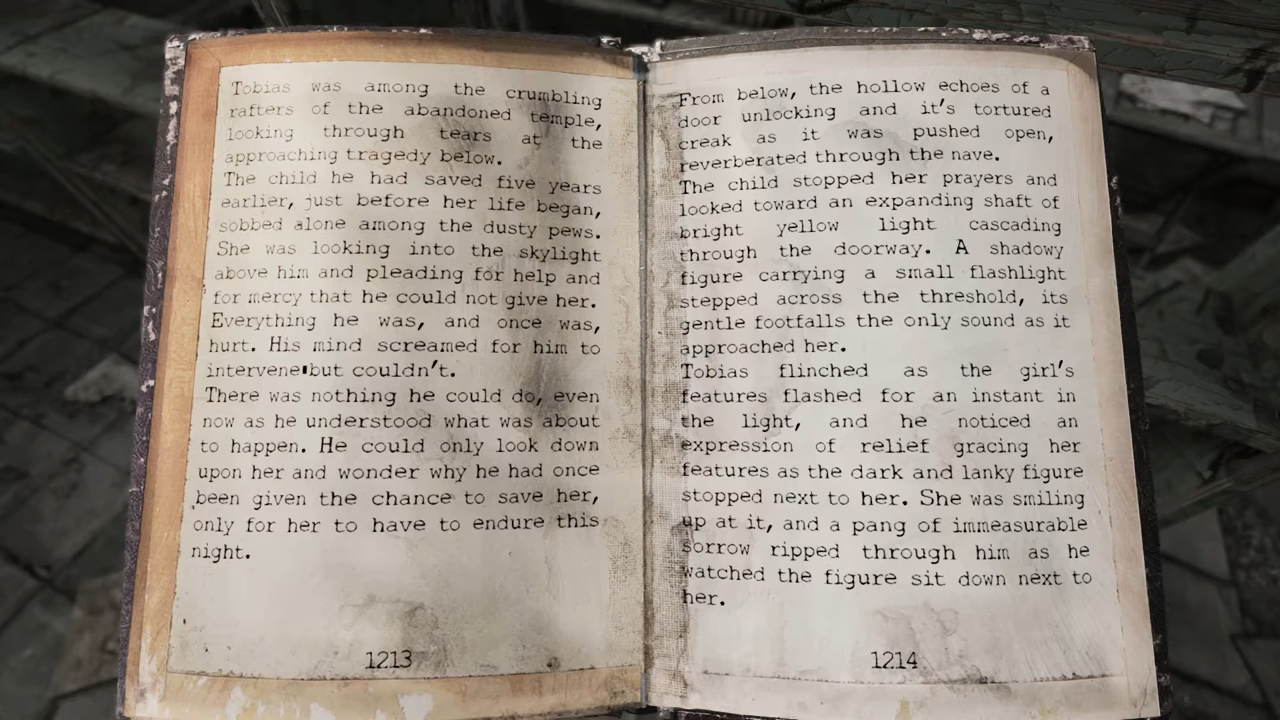 Tobias was among the crumbling
rafters of the abandoned temple,
looking through tears at the
approaching tragedy below.
The child he had saved five years
earlier, just before her life began,
sobbed alone among the dusty pews.
She was looking into the skylight
above him and pleading for help and
for mercy that he could not give her.
Everything he was, and once was,
hurt. His mind screamed for him to
intervene but couldn't.
There was nothing he could do, even
now as he understood what was about
to happen. He could only look down
upon her and wonder why he had once
been given the chance to save her,
only for her to have to endure this
night.
1213
From below, the hollow echoes of a
door unlocking and it's tortured
creak as it was pushed open,
reverberated through the nave.
The child stopped her prayers and
looked toward an expanding shaft of
bright yellow light cascading
through the doorway. A shadowy
figure carrying a small flashlight
stepped across the threshold, its
gentle footfalls the only sound as it
approached her.
Tobias flinched as the girl's
features flashed for an instant in
the light, and he noticed an
expression of relief gracing her
features as the dark and lanky figure
stopped next to her. She was smiling
up at it, and a pang of immeasurable
sorrow ripped through him as he
watched the figure sit down next to
her.
1214